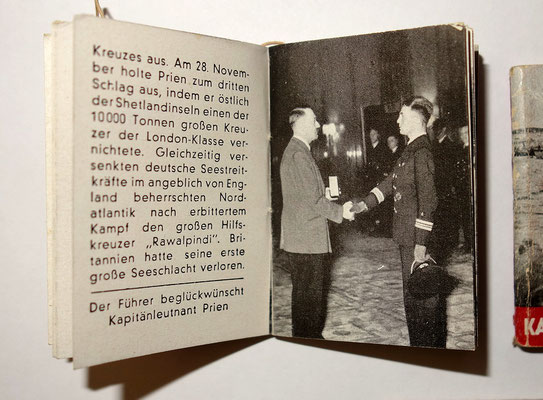 Kreuzes aus. Am 28. Novem-
ber holte Prien zum dritten
Schlag aus, indem er östlich
der Shetlandinseln einen der
10000 Tonnen großen Kreu-
zer der London-Klasse ver-
nichtete. Gleichzeitig ver-
senkten deutsche Seestreit-
kräfte im angeblich von Eng-
land beherrschten Nord-
atlantik nach erbittertem
Kampf den großen Hilfs-
kreuzer „Rawalpindi”. Bri-
tannien hatte seine erste
große Seeschlacht verloren.
Der Führer beglückwünscht
Kapitänleutnant Prien
KA